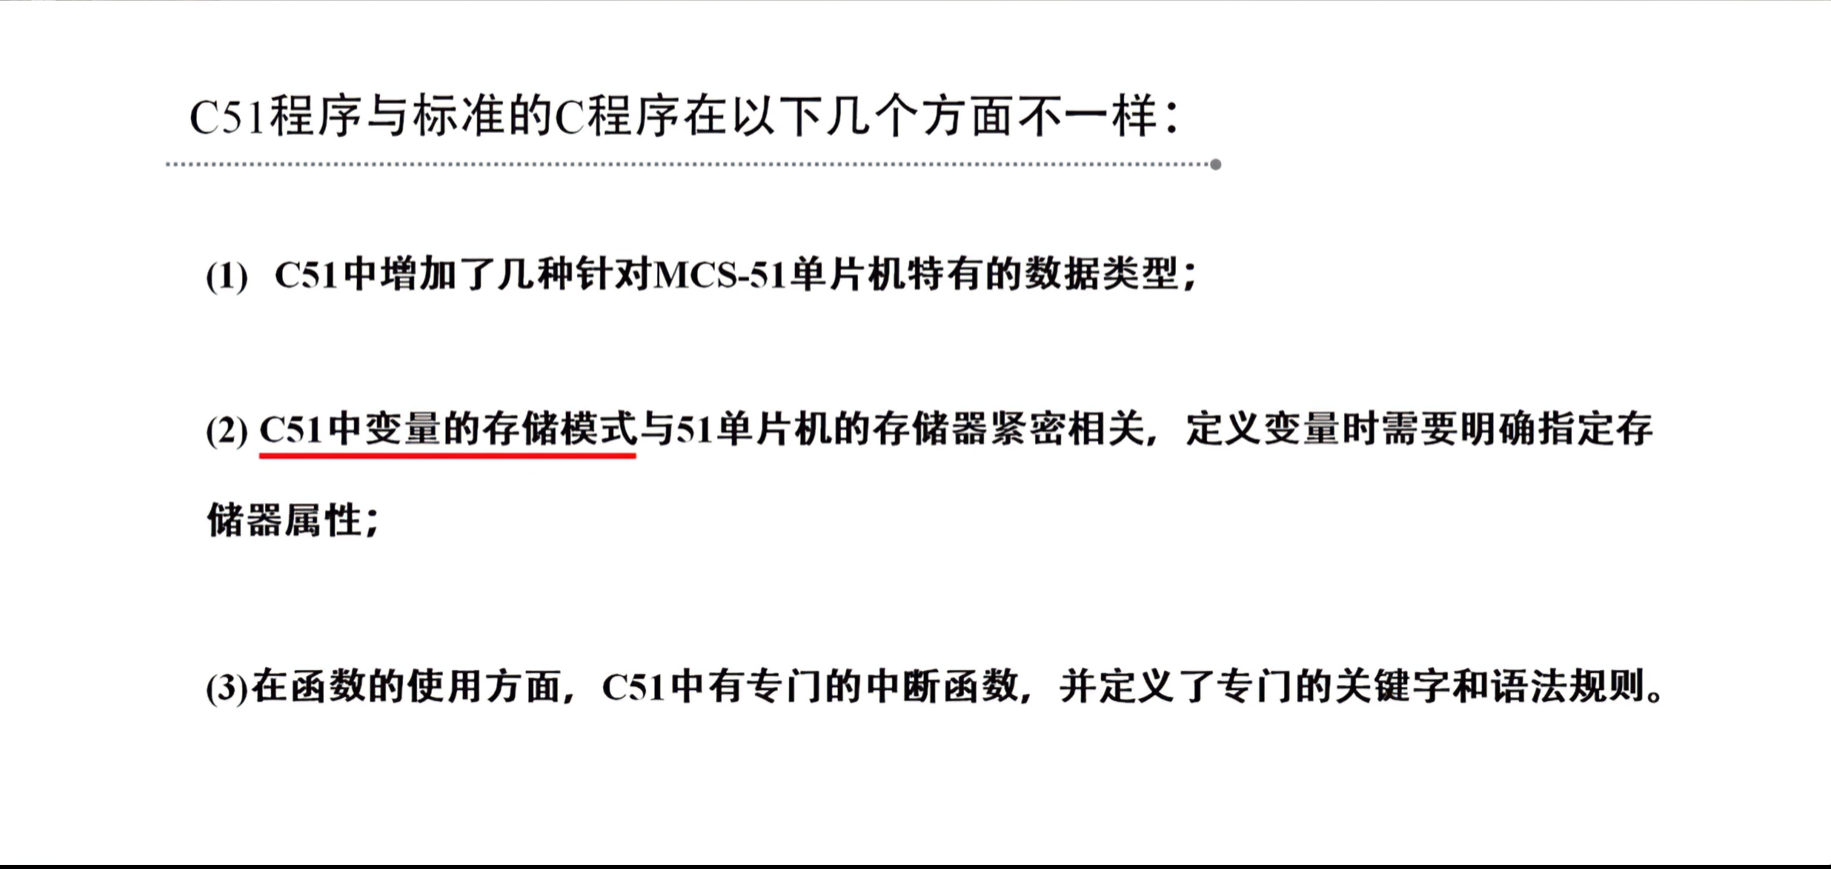 C51程序与标准的C程序在以下几个方面不一样：
(1) C51中增加了几种针对MCS-51单片机特有的数据类型；
(2) C51中变量的存储模式与51单片机的存储器紧密相关，定义变量时需要明确指定存
储器属性；
(3)在函数的使用方面，C51中有专门的中断函数，并定义了专门的关键字和语法规则。